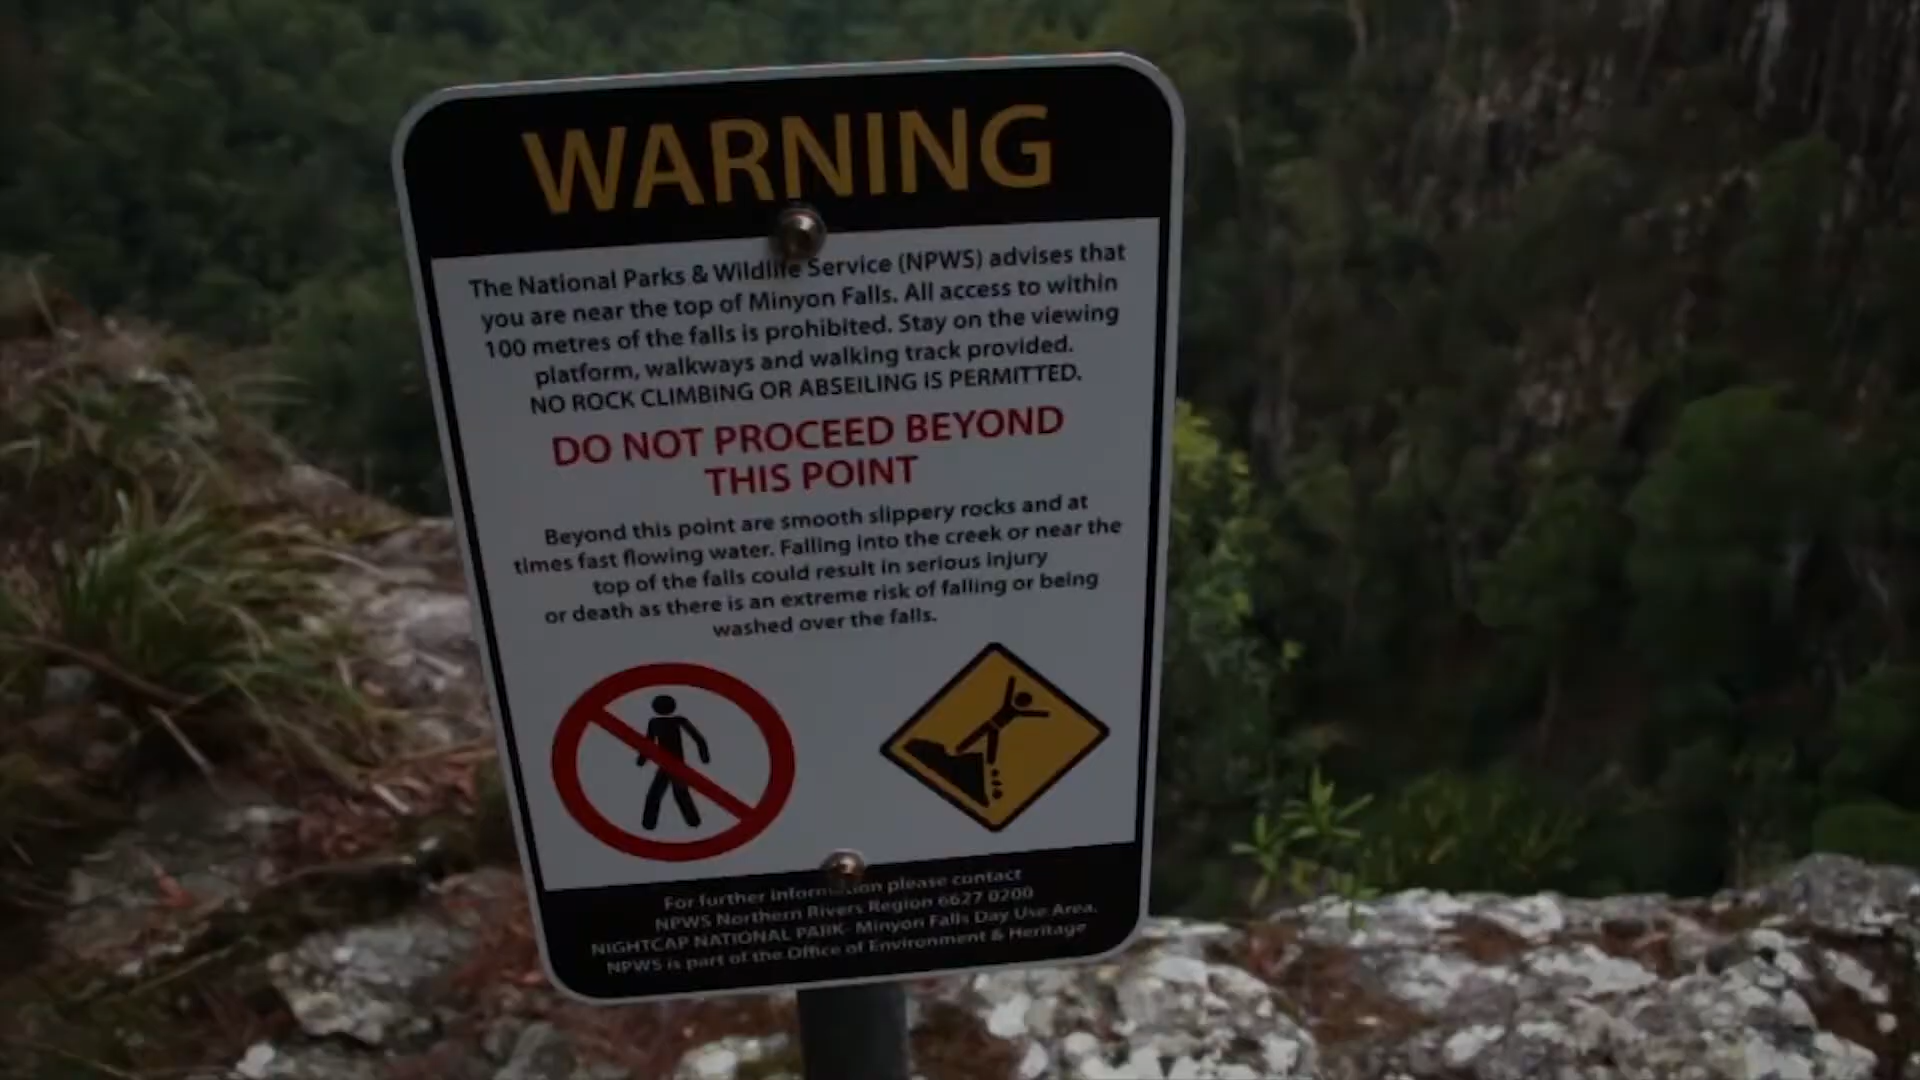 WARNING
The National Parks & Wildlife Service (NPWS) advises that
you are near the top of Minyon Falls. All access to within
100 metres of the falls is prohibited. Stay on the viewing
platform, walkways and walking track provided.
NO ROCK CLIMBING OR ABSEILING IS PERMITTED.
DO NOT PROCEED BEYOND
THIS POINT
Beyond this point are smooth slippery rocks and at
times fast flowing water. Falling into the creek or near the
top of the falls could result in serious injury
or death as there is an extreme risk of falling or being
washed over the falls.
For further information please contact
NPWS Northern Rivers Region 6627 0200
NIGHTCAP NATIONAL PARK- Minyon Falls Day Use Area.
NPWS is part of the Office of Environment & Heritage